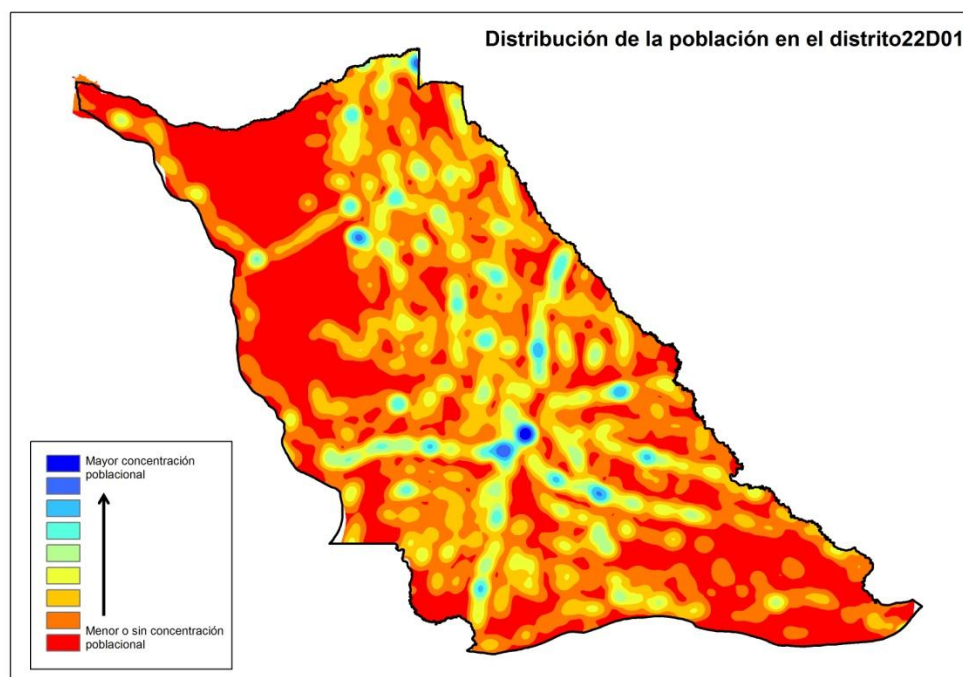 Distribución de la población en el distrito22D01
Mayor concentración
poblacional
Menor o sin concentración
poblacional